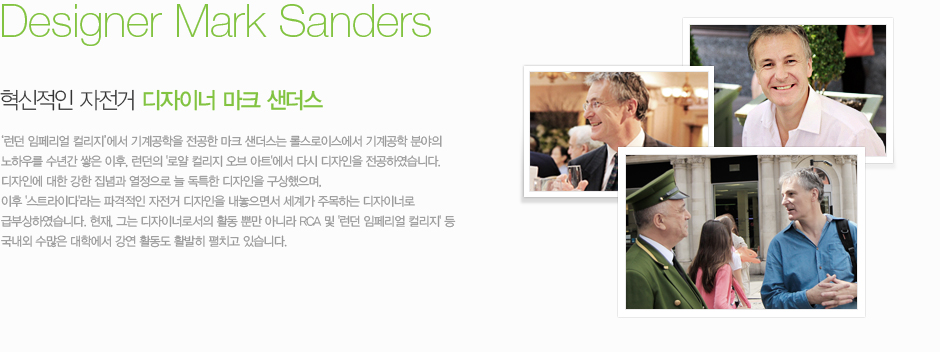 Designer Mark Sanders
혁신적인 자전거 디자이너 마크 샌더스
'런던 임페리얼 컬리지'에서 기계공학을 전공한 마크 샌더스는 롤스로이스에서 기계공학 분야의
노하우를 수년간 쌓은 이후, 런던의 '로얄 컬리지 오브 아트'에서 다시 디자인을 전공하였습니다.
디자인에 대한 강한 집념과 열정으로 늘 독특한 디자인을 구상했으며,
이후 '스트라이다'라는 파격적인 자전거 디자인을 내놓으면서 세계가 주목하는 디자이너로
급부상하였습니다. 현재, 그는 디자이너로서의 활동 뿐만 아니라 RCA 및 '런던 임페리얼 컬리지' 등
국내외 수많은 대학에서 강연 활동도 활발히 펼치고 있습니다.